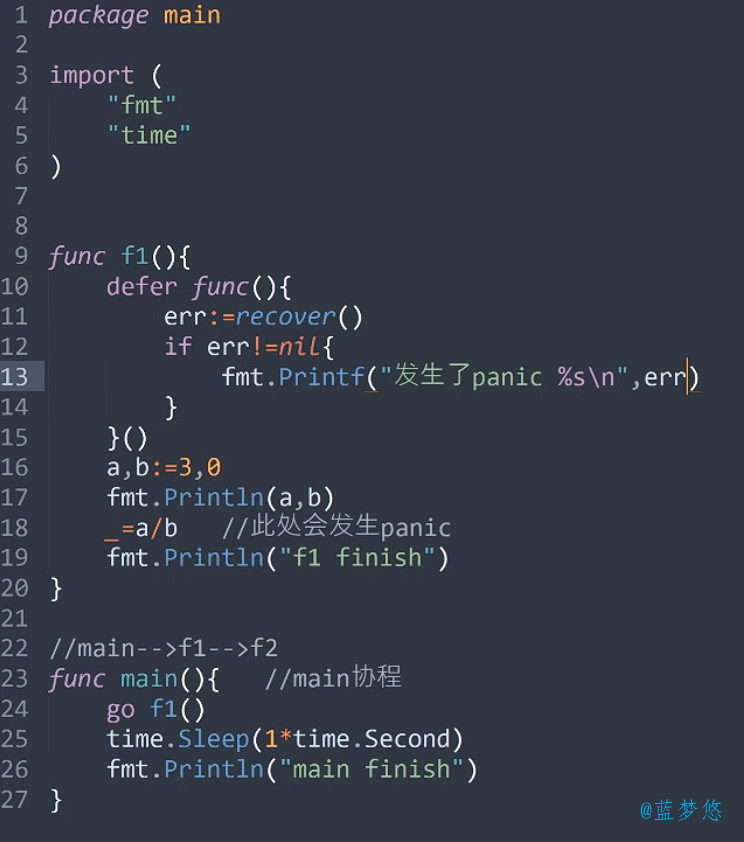 1 package main
2
3 import (
4     "fmt"
5     "time"
6 )
7
8
9 func f1(){
10     defer func(){
11         err:=recover()
12         if err!=nil{
13             fmt.Printf("发生了panic %s\n",err)
14         }
15     }()
16     a,b:=3,0
17     fmt.Println(a,b)
18     _=a/b   //此处会发生panic
19     fmt.Println("f1 finish")
20 }
21
22 //main-->f1-->f2
23 func main(){   //main协程
24     go f1()
25     time.Sleep(1*time.Second)
26     fmt.Println("main finish")
27 }
@蓝梦悠